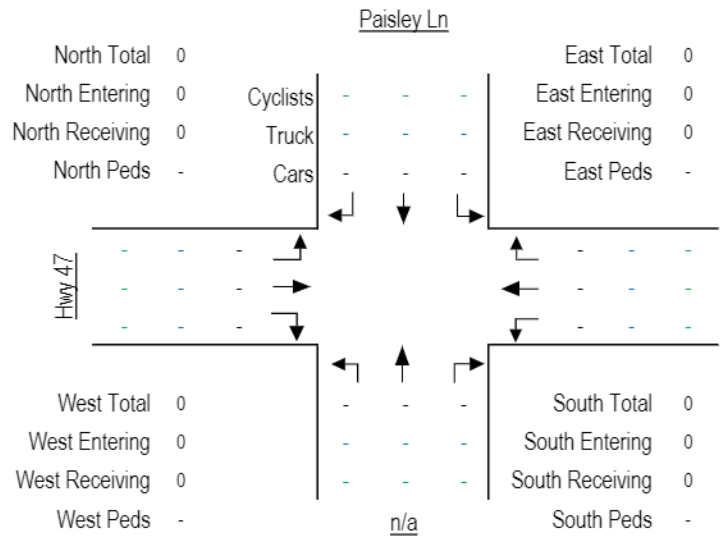 Paisley Ln
North Total 0 East Total 0
North Entering 0 Cyclists - - - East Entering 0
North Receiving 0 Truck - - - East Receiving 0
North Peds - Cars - - - East Peds -
Hwy 47
- - - - - -
- - - - - -
- - - - - -
West Total 0 - - - South Total 0
West Entering 0 - - - South Entering 0
West Receiving 0 - - - South Receiving 0
West Peds - n/a South Peds -